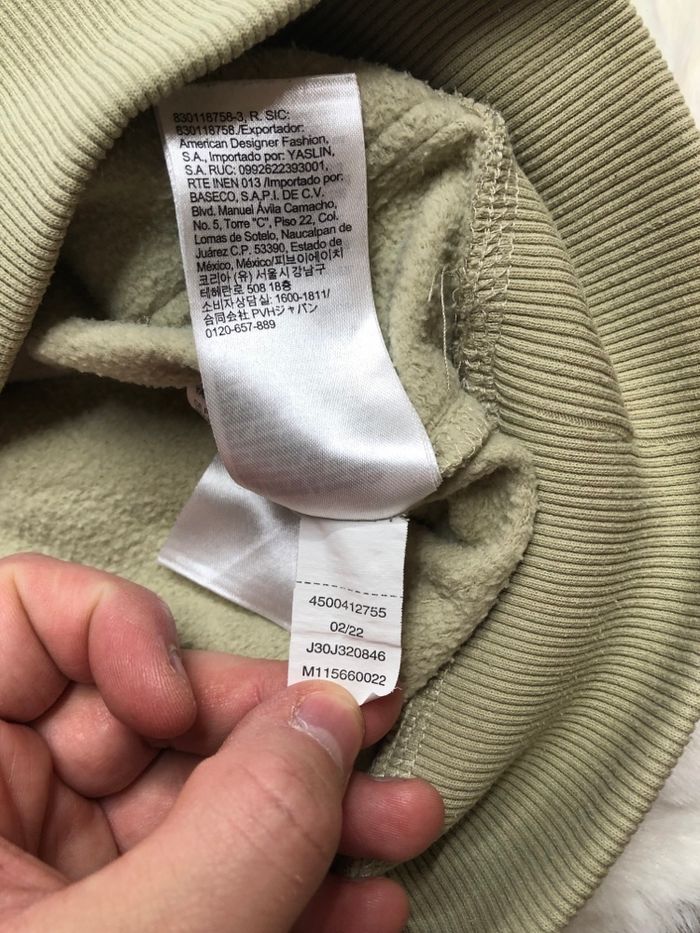 830118758-3, R. SIC:
830118758./Exportador:
American Designer Fashion,
S.A., Importado por: YASLIN,
S.A. RUC: 0992622393001,
RTE INEN 013 /Importado por:
BASECO, S.A.P.I. DE C.V.
Blvd. Manuel Ávila Camacho,
No. 5, Torre "C", Piso 22, Col.
Lomas de Sotelo, Naucalpan de
Juárez C.P. 53390, Estado de
México, México/피브이에이치
코리아 (유) 서울시 강남구
테헤란로 508 18층
소비자상담실: 1600-1811/
合同会社 PVHジャパン
0120-657-889
4500412755
02/22
J30J320846
M115660022